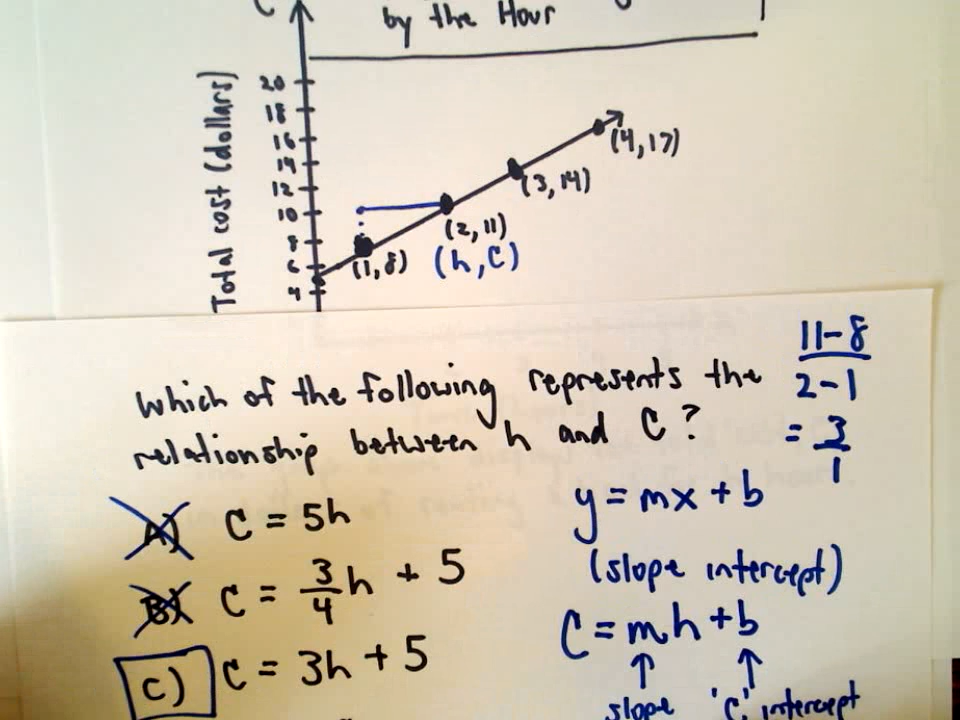 C
by the Hour
Total cost (dollars)
20
18
16
14
12
10
8
6
4
(4,17)
(3,14)
(2,11)
(1,8)
(h,C)
Which of the following represents the
relationship between h and C?
11-8
2-1
= 3
1
A) C = 5h
B) C = 3/4 h + 5
C) C = 3h + 5
y = mx + b
(slope intercept)
C = mh + b
slope 'C' intercept